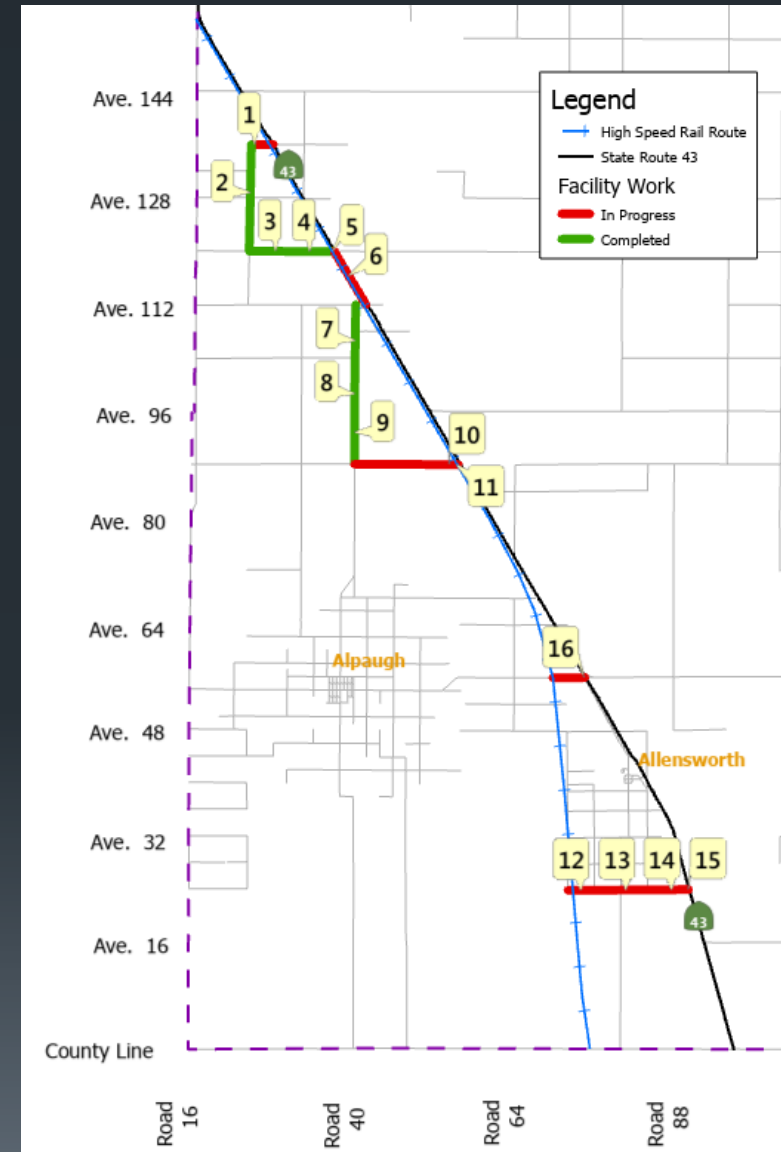 Ave. 144
Ave. 128
Ave. 112
Ave. 96
Ave. 80
Ave. 64
Ave. 48
Ave. 32
Ave. 16
County Line
1
2
43
3
4
5
6
7
8
9
10
11
16
Alpaugh
Allensworth
12
13
14
15
43
Legend
High Speed Rail Route
State Route 43
Facility Work
In Progress
Completed
Road 16
Road 40
Road 64
Road 88